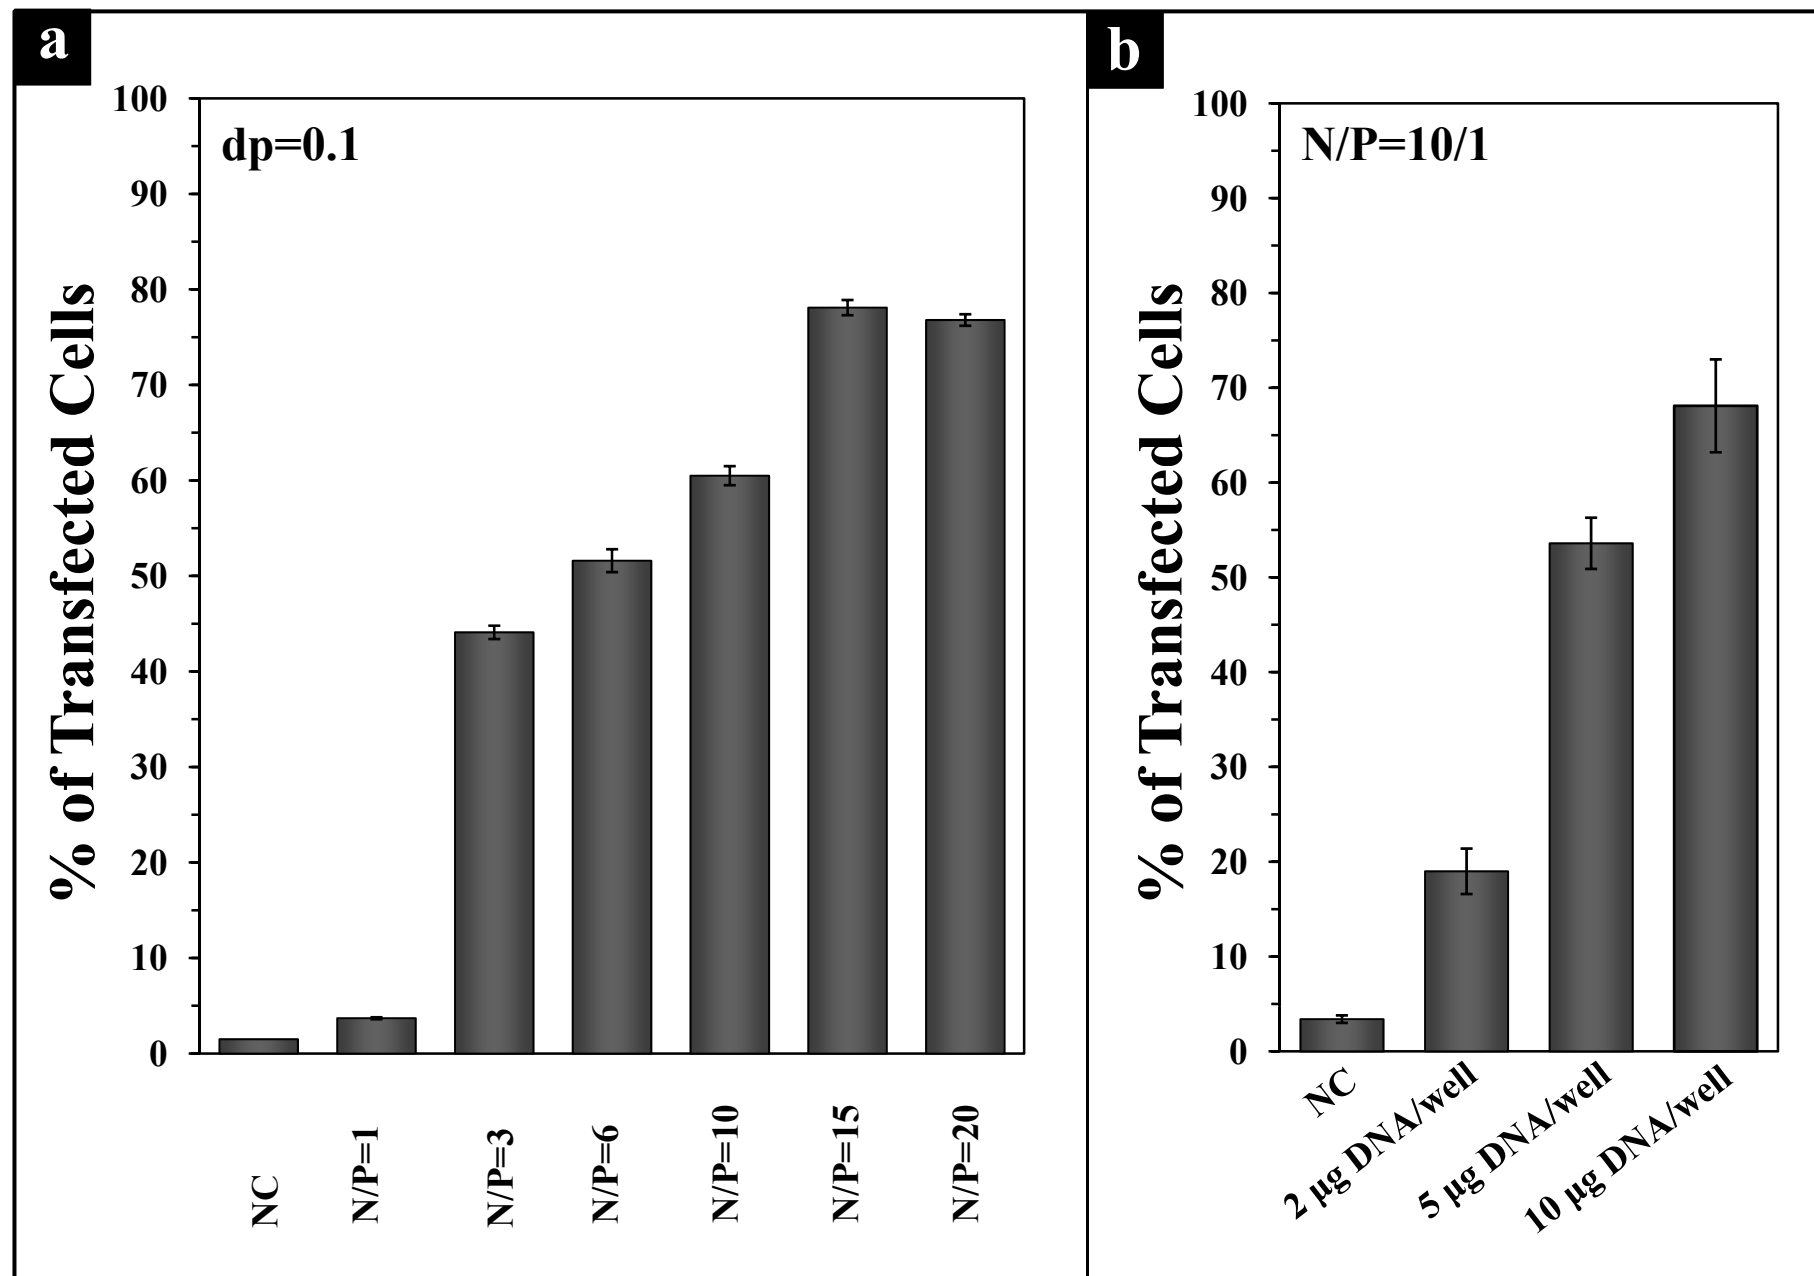 a
% of Transfected Cells
100
90
80
70
60
50
40
30
20
10
0
dp=0.1
NC
N/P=1
N/P=3
N/P=6
N/P=10
N/P=15
N/P=20
b
% of Transfected Cells
100
90
80
70
60
50
40
30
20
10
0
N/P=10/1
NC
2 µg DNA/well
5 µg DNA/well
10 µg DNA/well